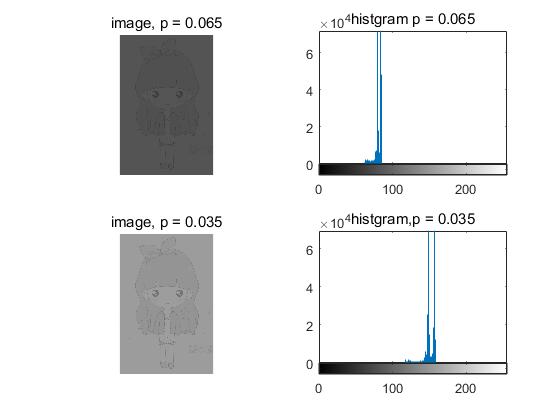 image, p = 0.065
×10⁴histgram p = 0.065
6
4
2
0
0 100 200
image, p = 0.035
×10⁴histgram,p = 0.035
6
4
2
0
0 100 200